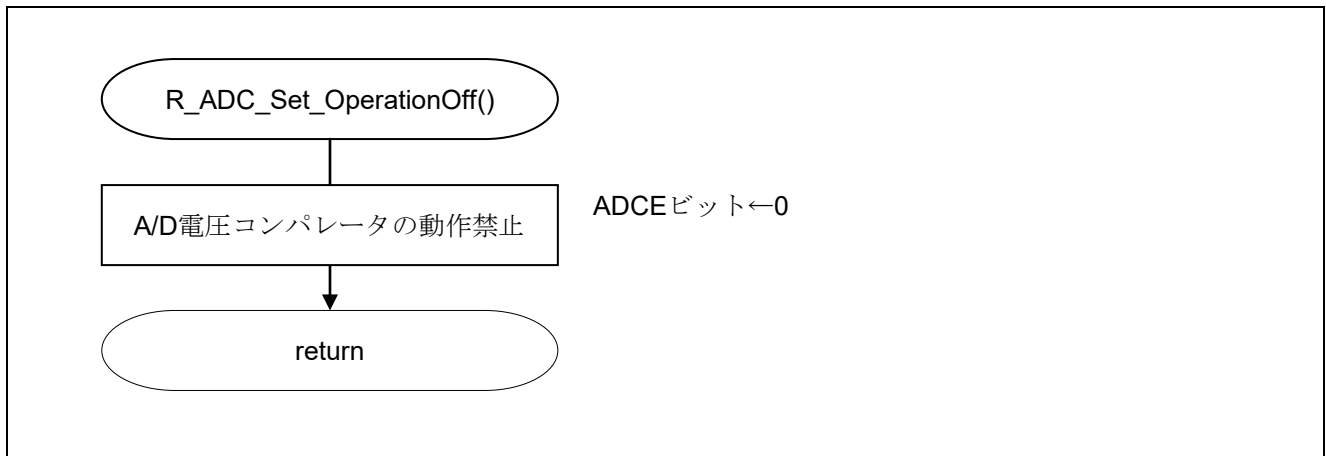 R_ADC_Set_OperationOff()
A/D電圧コンパレータの動作禁止
ADCEビット←0
return